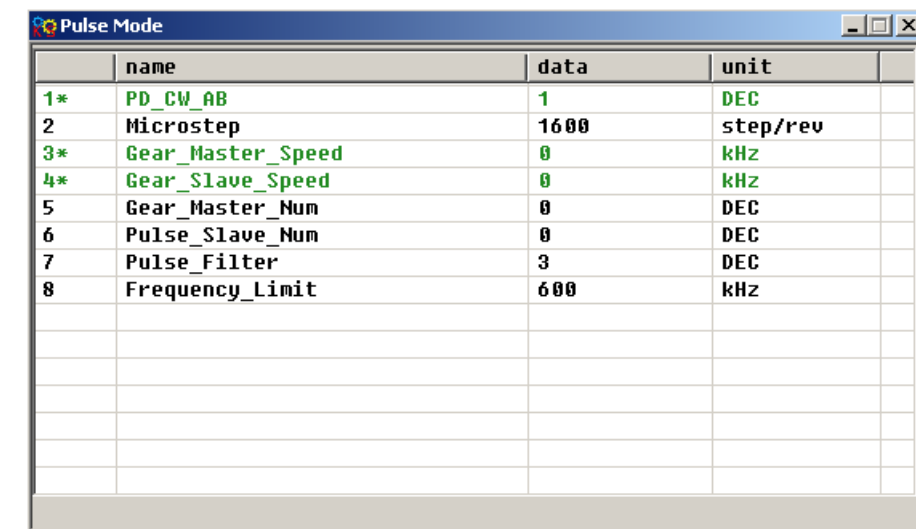 Pulse Mode
name data unit
1* PD_CW_AB 1 DEC
2 Microstep 1600 step/rev
3* Gear_Master_Speed 0 kHz
4* Gear_Slave_Speed 0 kHz
5 Gear_Master_Num 0 DEC
6 Pulse_Slave_Num 0 DEC
7 Pulse_Filter 3 DEC
8 Frequency_Limit 600 kHz